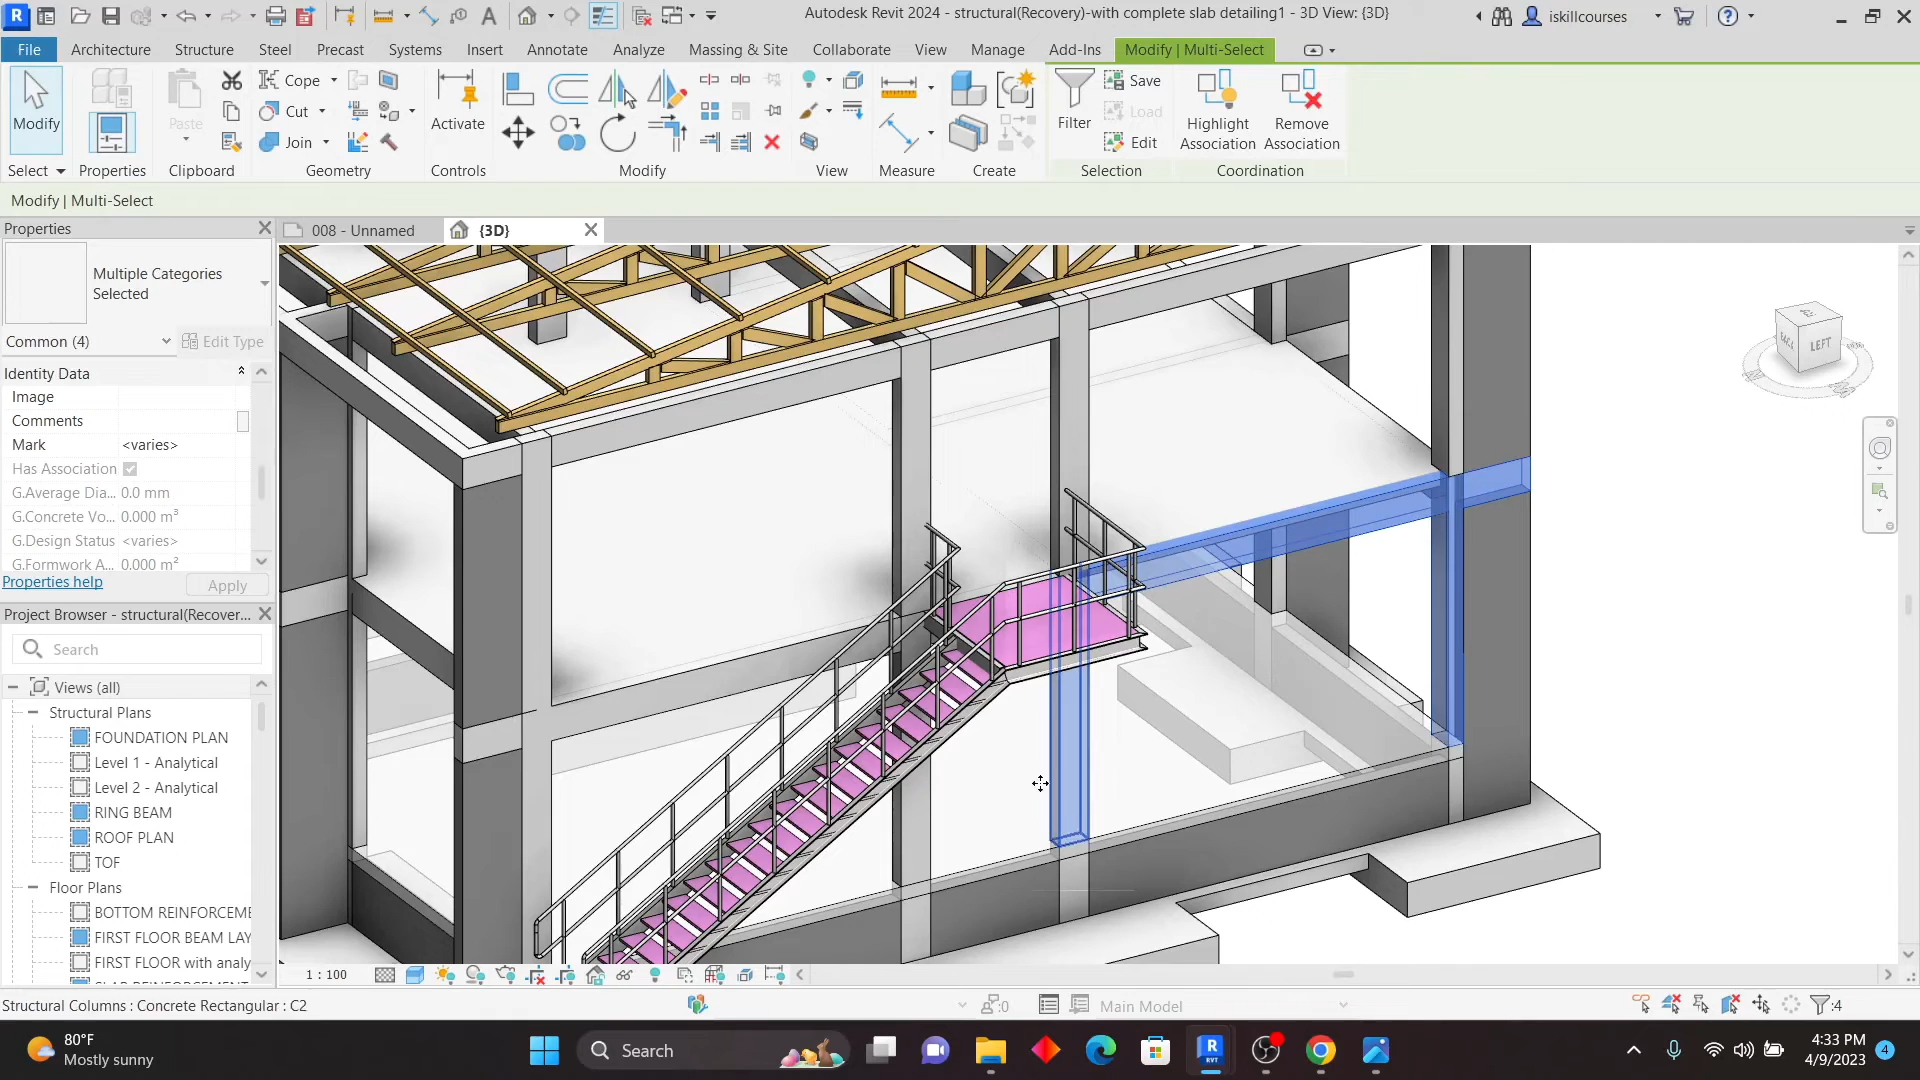 Autodesk Revit 2024 - structural(Recovery)-with complete slab detailing1 - 3D View: {3D}
iskillcourses
File Architecture Structure Steel Precast Systems Insert Annotate Analyze Massing & Site Collaborate View Manage Add-Ins Modify | Multi-Select
Modify
Paste
Cope
Cut
Join
Activate
Filter
Save
Load
Edit
Highlight Association
Remove Association
Select Properties Clipboard Geometry Controls Modify View Measure Create Selection Coordination
Modify | Multi-Select
Properties
008 - Unnamed
{3D}
Multiple Categories
Selected
Common (4)
Edit Type
Identity Data
Image
Comments
Mark <varies>
Has Association
G.Average Dia... 0.0 mm
G.Concrete Vo... 0.000 m³
G.Design Status <varies>
G.Formwork A... 0.000 m²
Properties help
Apply
Project Browser - structural(Recover...
Search
Views (all)
Structural Plans
FOUNDATION PLAN
Level 1 - Analytical
Level 2 - Analytical
RING BEAM
ROOF PLAN
TOF
Floor Plans
BOTTOM REINFORCEME
FIRST FLOOR BEAM LAY
FIRST FLOOR with analy
LEFT
BACK
1 : 100
Structural Columns : Concrete Rectangular : C2
:0
Main Model
:4
80°F
Mostly sunny
Search
4:33 PM
4/9/2023
4